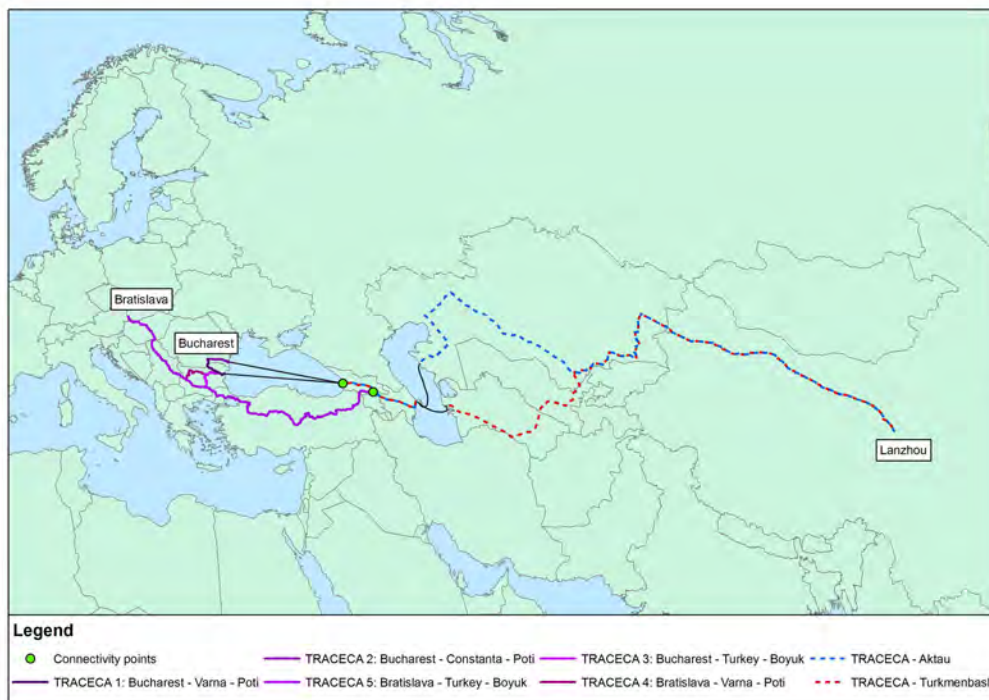 Bratislava
Bucharest
Lanzhou
Legend
Connectivity points
TRACECA 2: Bucharest - Constanta - Poti
TRACECA 3: Bucharest - Turkey - Boyuk
TRACECA - Aktau
TRACECA 1: Bucharest - Varna - Poti
TRACECA 5: Bratislava - Turkey - Boyuk
TRACECA 4: Bratislava - Varna - Poti
TRACECA - Turkmenbashi